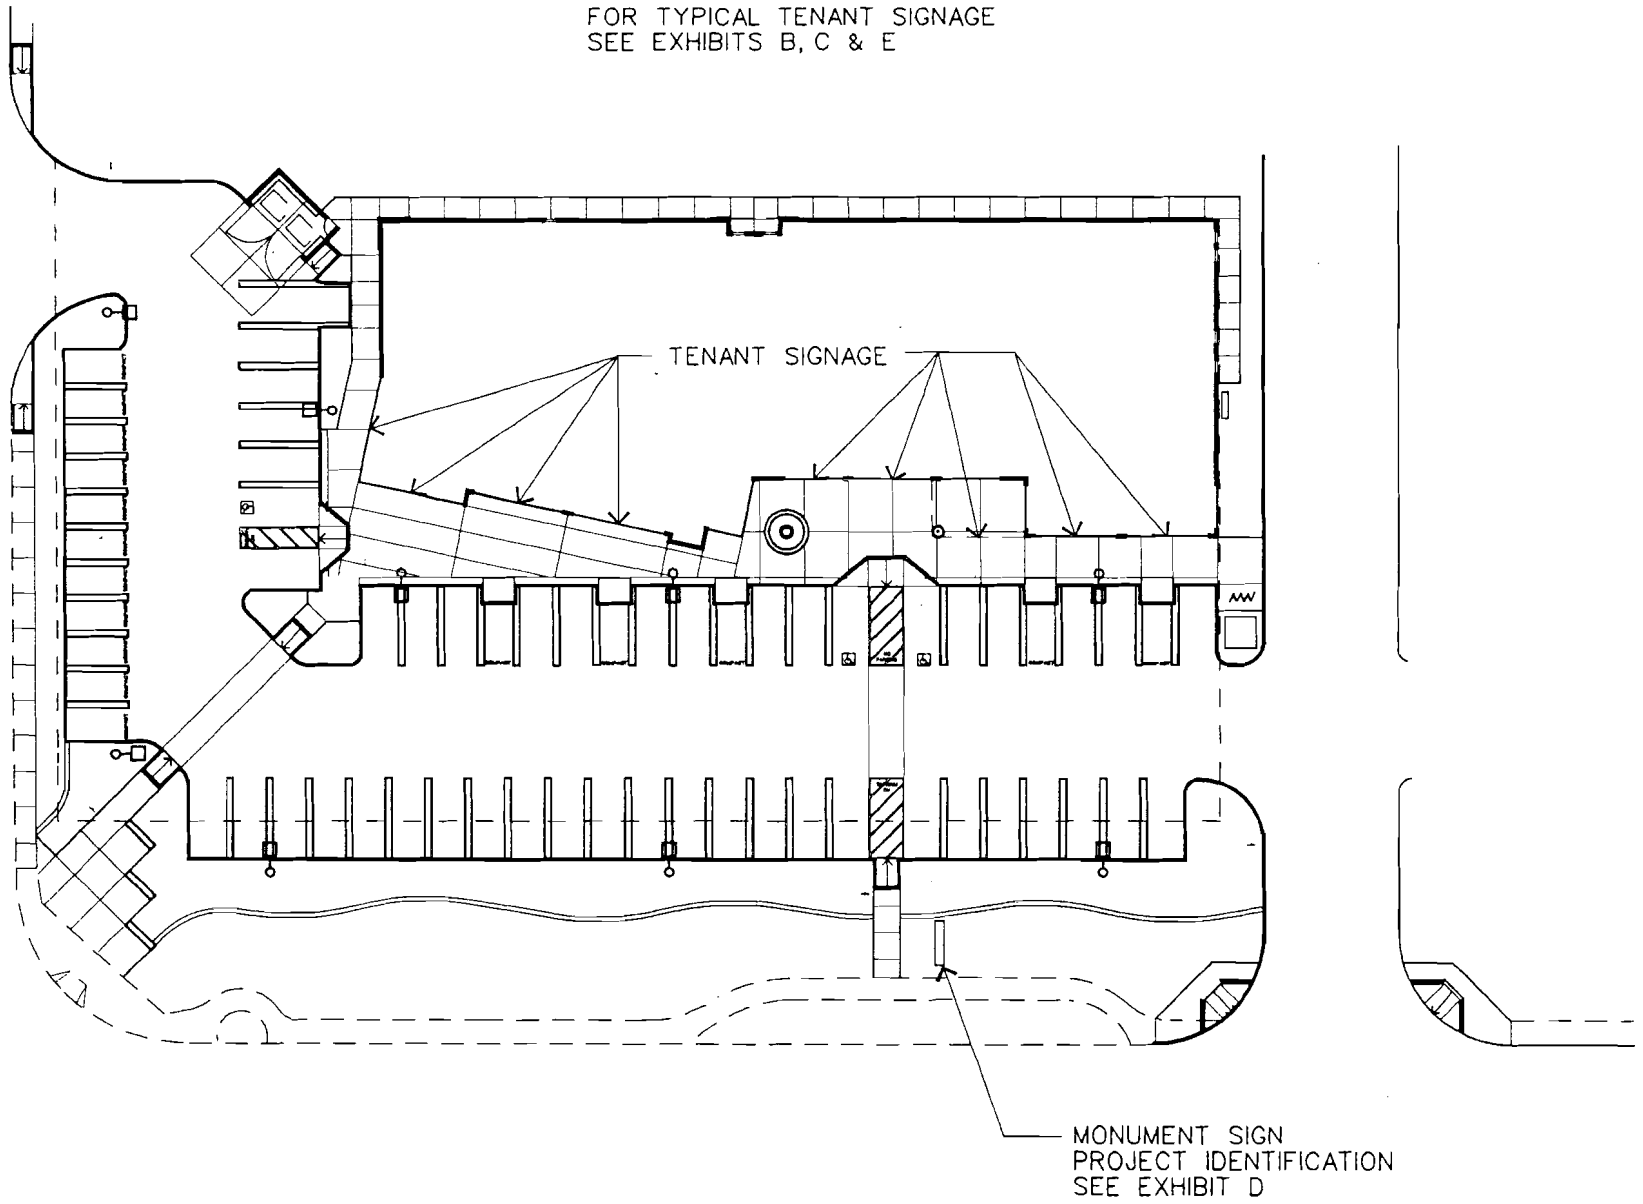 FOR TYPICAL TENANT SIGNAGE
SEE EXHIBITS B, C & E
TENANT SIGNAGE
MONUMENT SIGN
PROJECT IDENTIFICATION
SEE EXHIBIT D